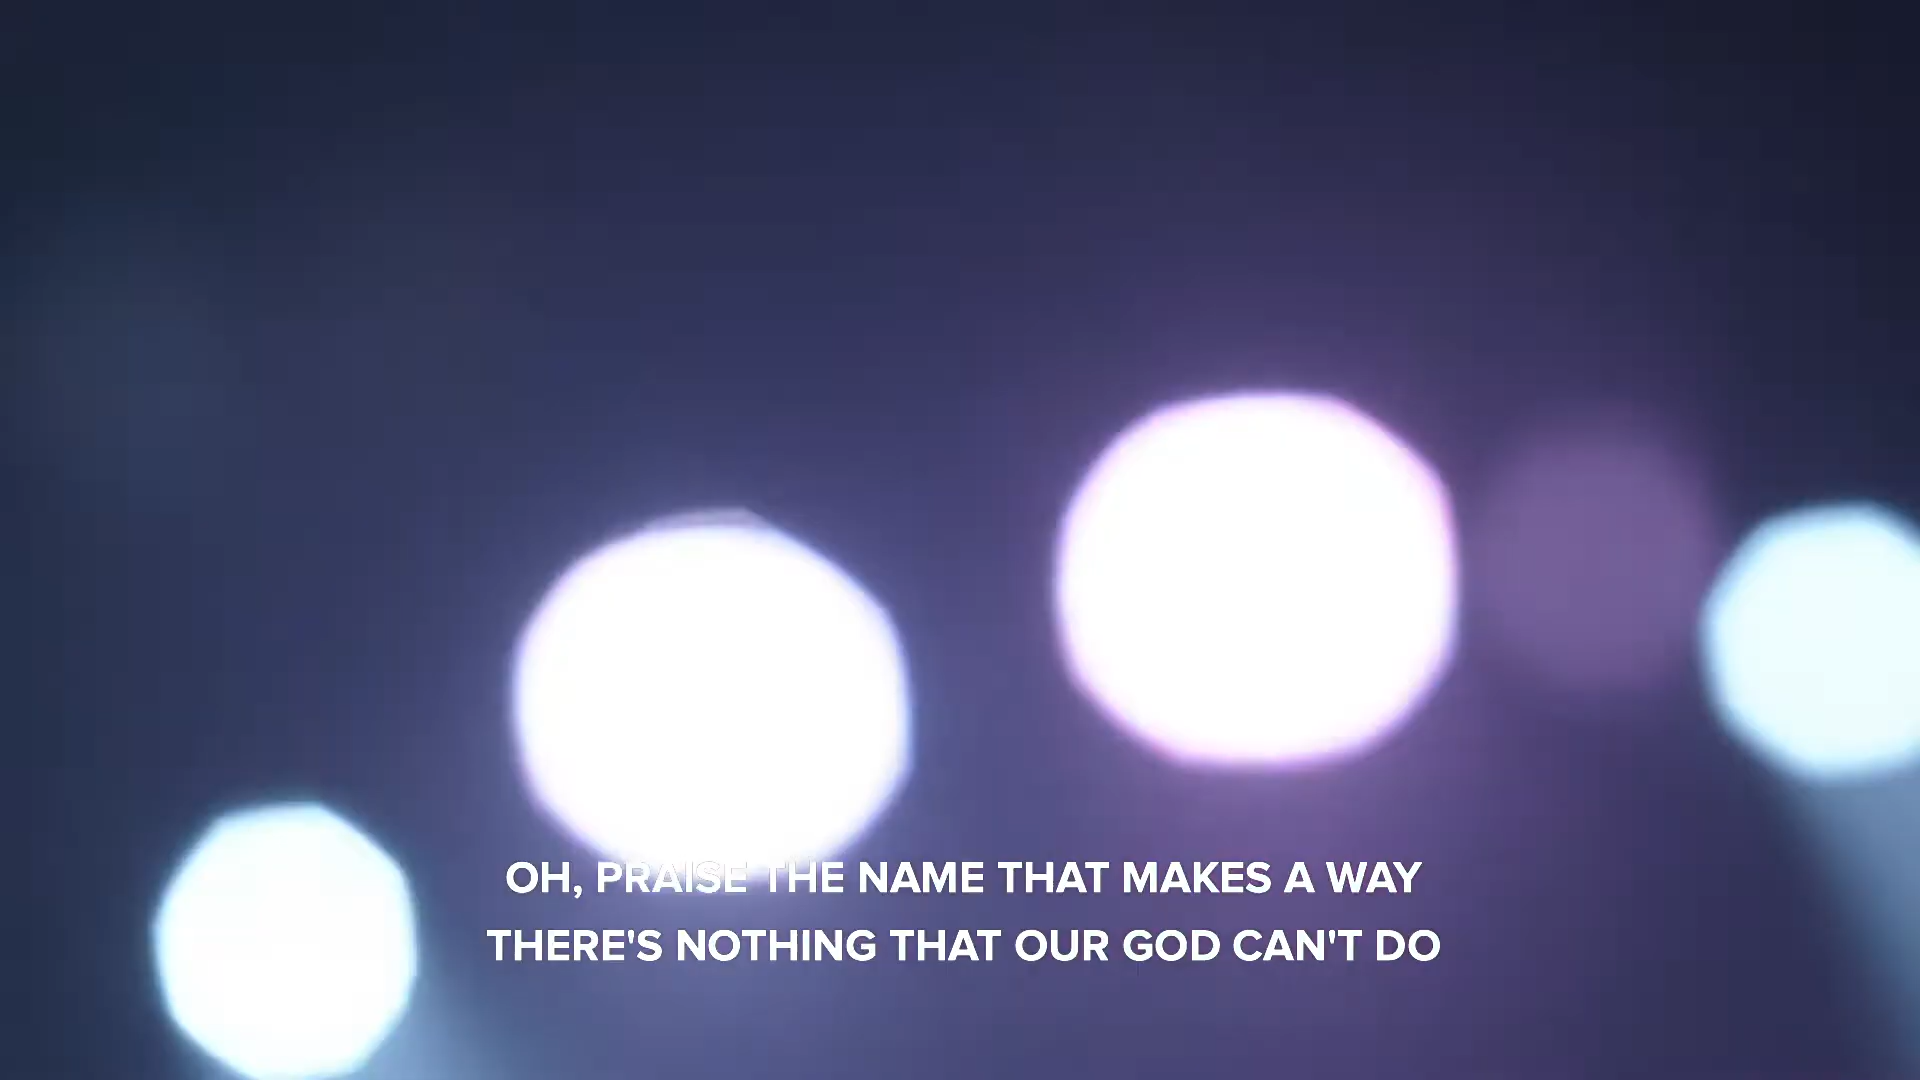 OH, PRAISE THE NAME THAT MAKES A WAY
THERE'S NOTHING THAT OUR GOD CAN'T DO